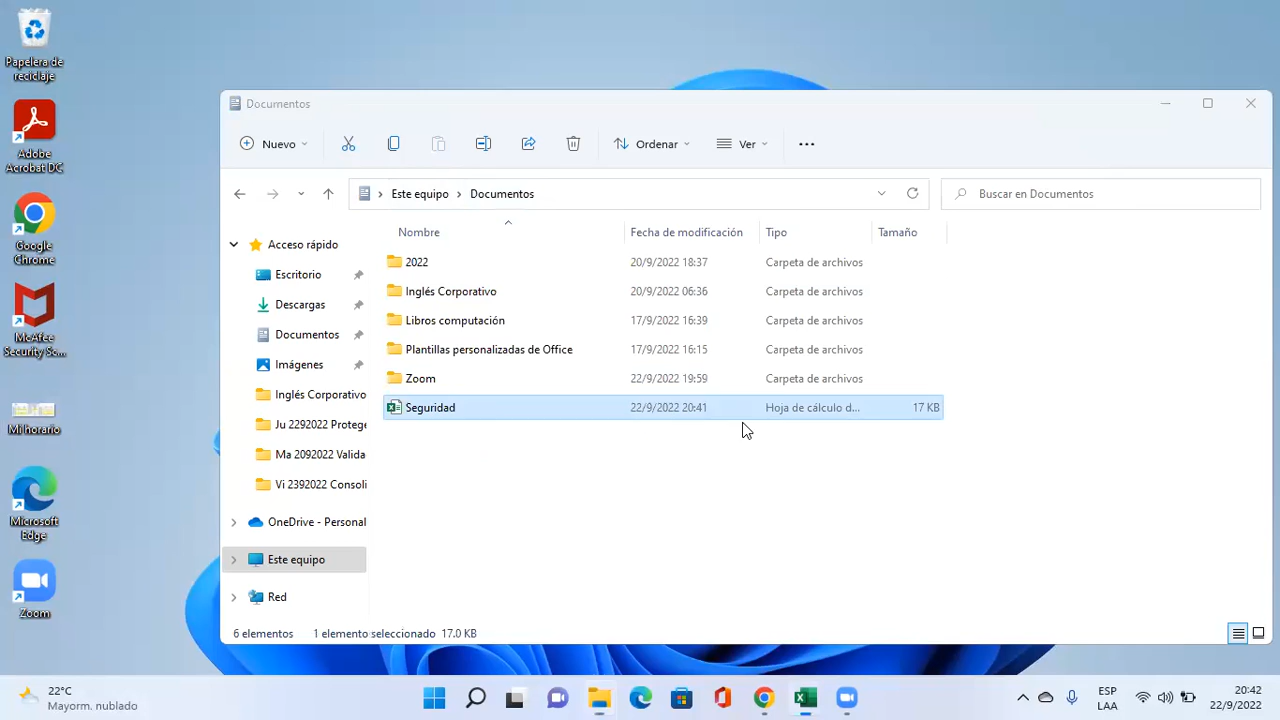 Papelera de
reciclaje
Adobe
Acrobat DC
Google
Chrome
McAfee
Security Sc...
Mi horario
Microsoft
Edge
Zoom
Documentos
Nuevo
Ordenar
Ver
Este equipo
Documentos
Buscar en Documentos
Nombre
Fecha de modificación
Tipo
Tamaño
Acceso rápido
Escritorio
Descargas
Documentos
Imágenes
Inglés Corporativo
Ju 2292022 Protege
Ma 2092022 Valida
Vi 2392022 Consoli
OneDrive - Personal
Este equipo
Red
2022 20/9/2022 18:37 Carpeta de archivos
Inglés Corporativo 20/9/2022 06:36 Carpeta de archivos
Libros computación 17/9/2022 16:39 Carpeta de archivos
Plantillas personalizadas de Office 17/9/2022 16:15 Carpeta de archivos
Zoom 22/9/2022 19:59 Carpeta de archivos
Seguridad 22/9/2022 20:41 Hoja de cálculo d... 17 KB
6 elementos 1 elemento seleccionado 17.0 KB
22°C
Mayorm. nublado
ESP
LAA
20:42
22/9/2022